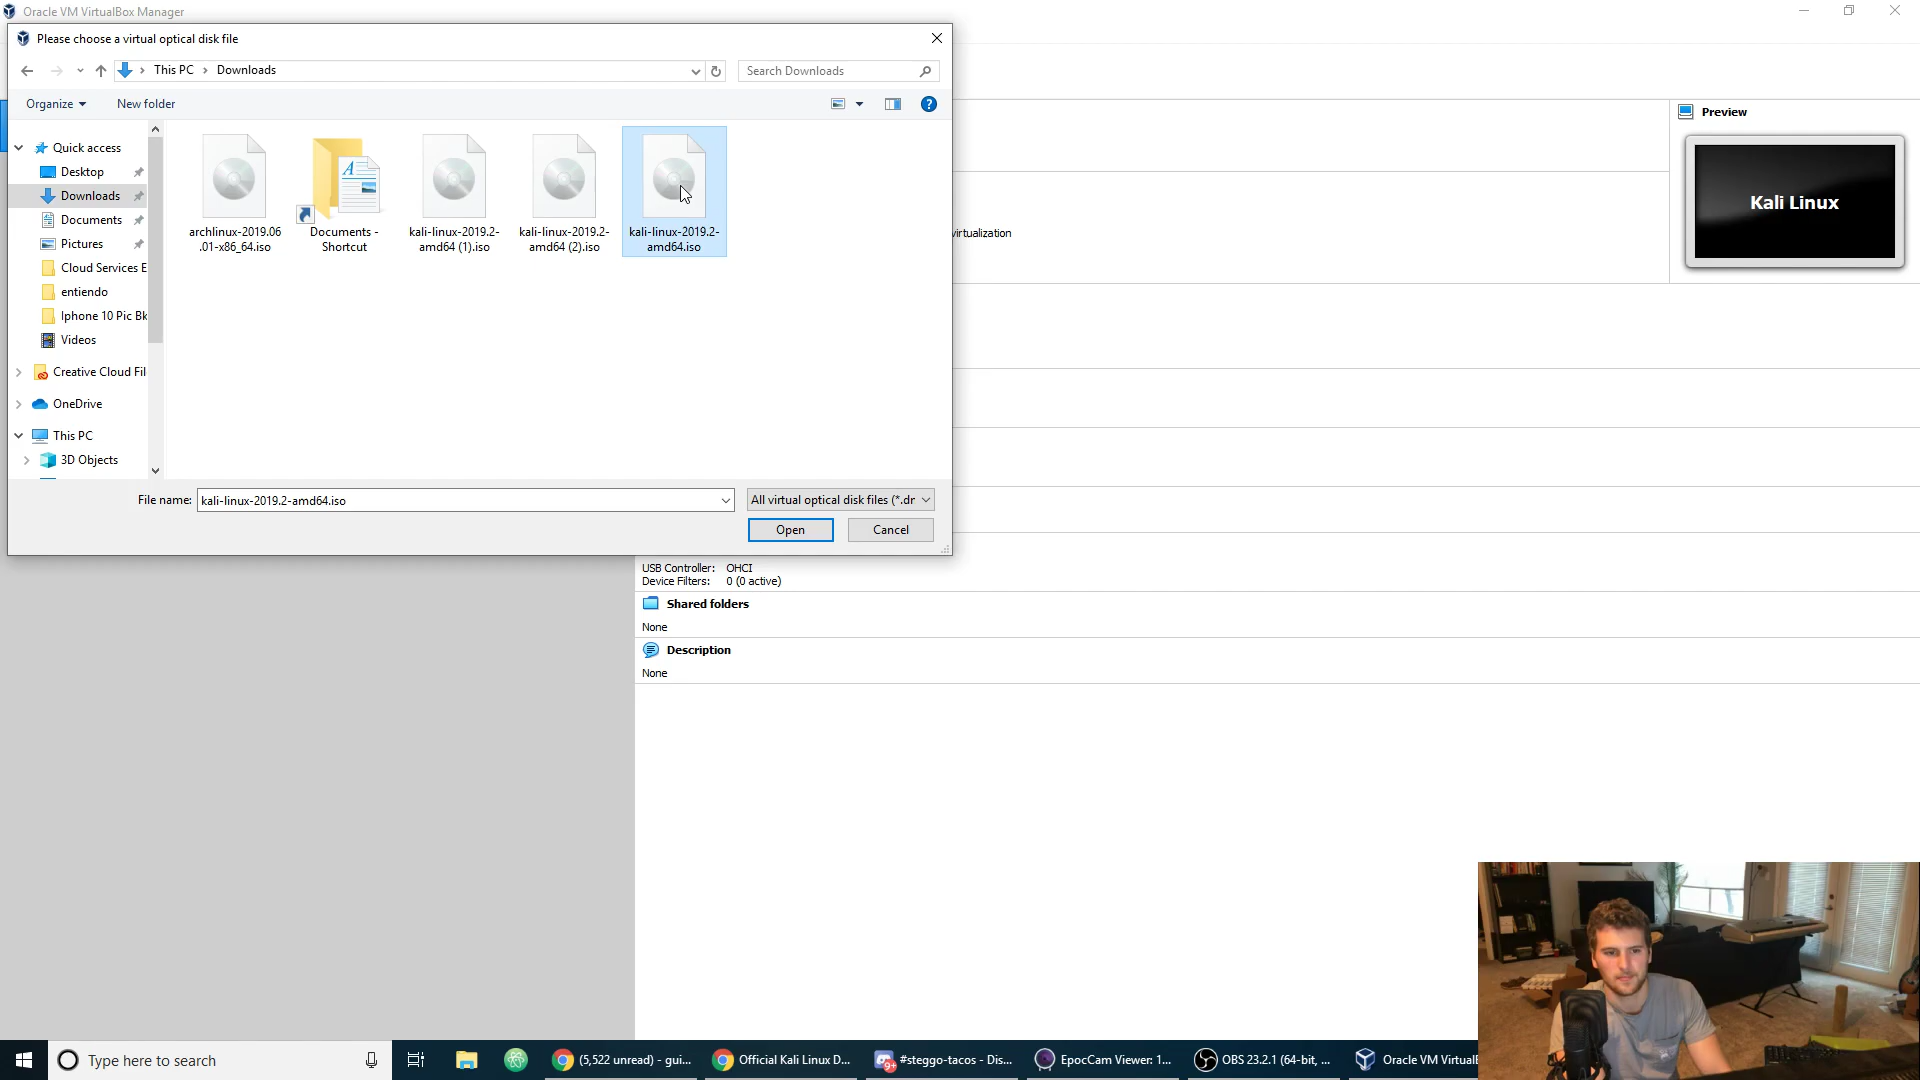 Oracle VM VirtualBox Manager
Please choose a virtual optical disk file
This PC > Downloads
Search Downloads
Organize
New folder
Quick access
Desktop
Downloads
Documents
Pictures
Cloud Services E
entiendo
Iphone 10 Pic Bk
Videos
Creative Cloud Fil
OneDrive
This PC
3D Objects
archlinux-2019.06
.01-x86_64.iso
Documents -
Shortcut
kali-linux-2019.2-
amd64 (1).iso
kali-linux-2019.2-
amd64 (2).iso
kali-linux-2019.2-
amd64.iso
File name: kali-linux-2019.2-amd64.iso
All virtual optical disk files (*.dr
Open
Cancel
Preview
Kali Linux
virtualization
USB Controller: OHCI
Device Filters: 0 (0 active)
Shared folders
None
Description
None
Type here to search
(5,522 unread) - gui...
Official Kali Linux D...
9+
#steggo-tacos - Dis...
EpocCam Viewer: 1...
OBS 23.2.1 (64-bit, ...
Oracle VM Virtual